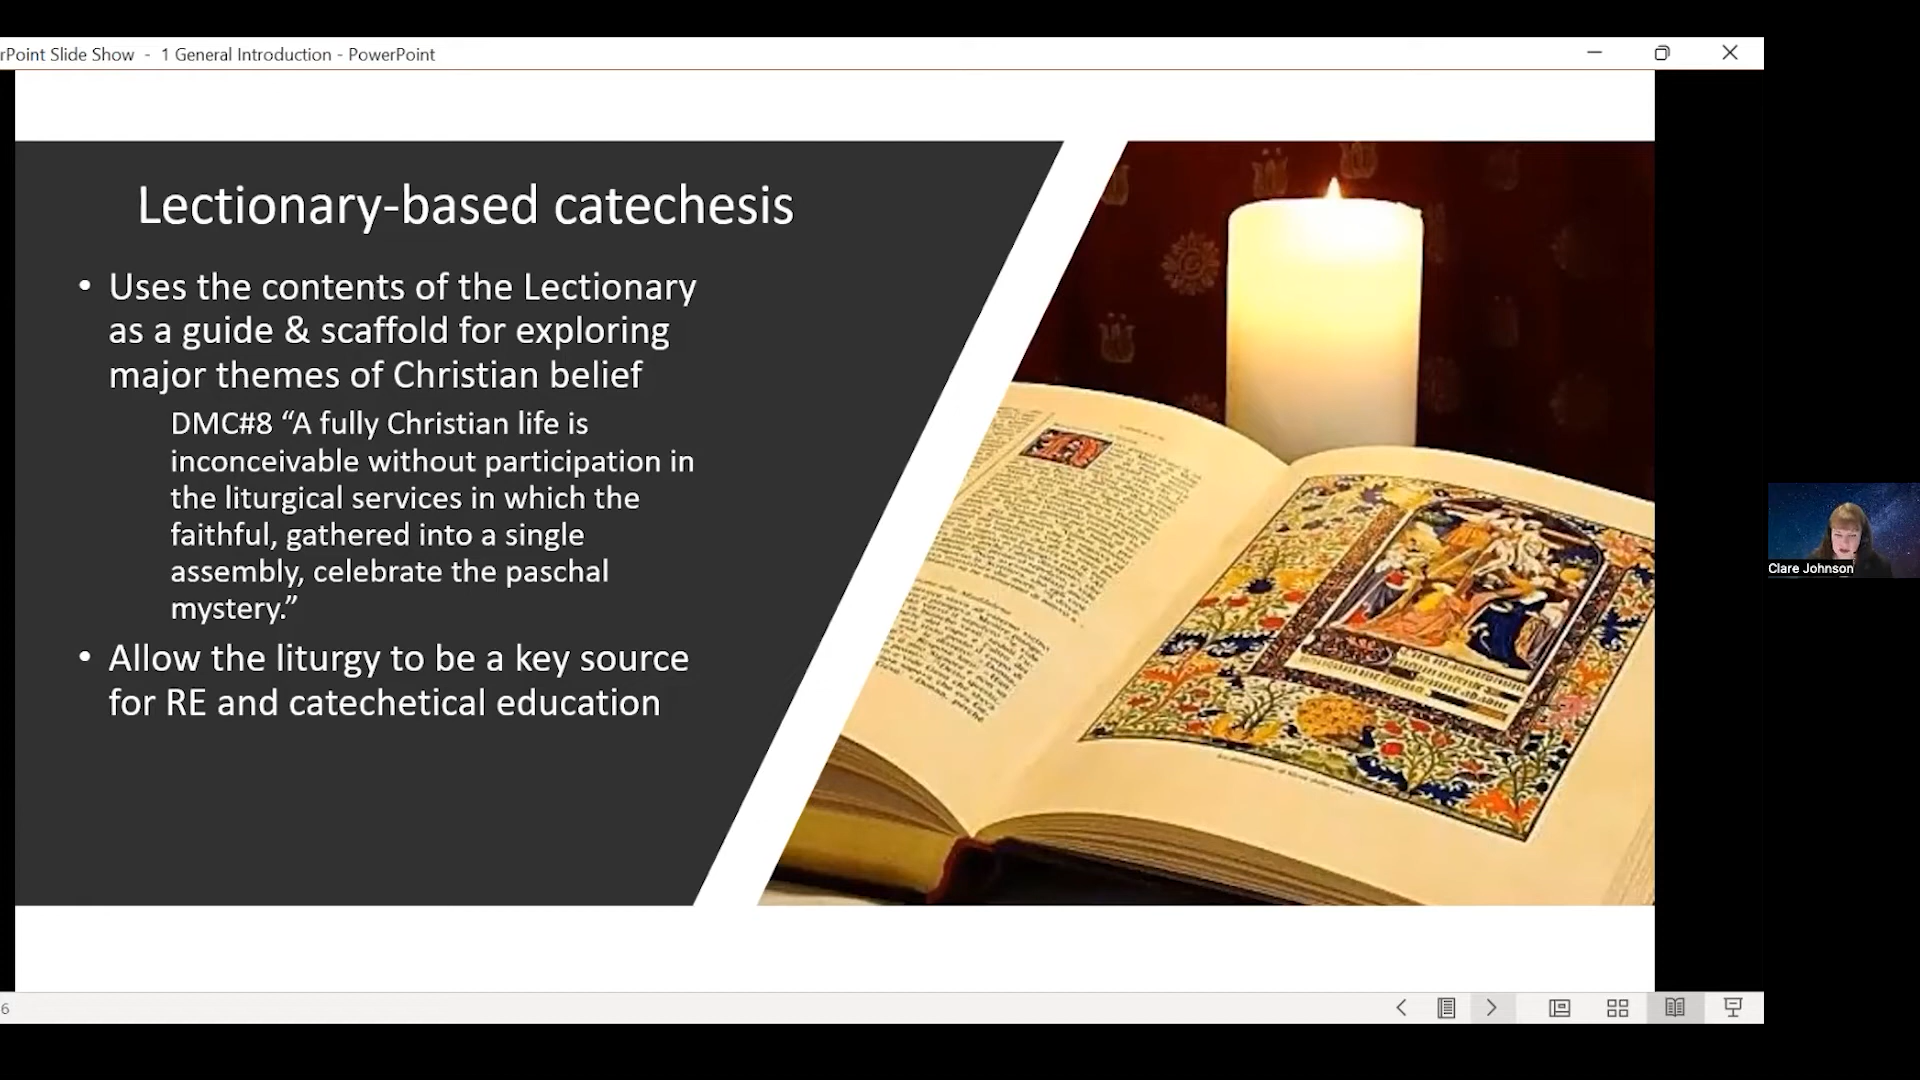 rPoint Slide Show - 1 General Introduction - PowerPoint
Lectionary-based catechesis
• Uses the contents of the Lectionary
as a guide & scaffold for exploring
major themes of Christian belief
DMC#8 “A fully Christian life is
inconceivable without participation in
the liturgical services in which the
faithful, gathered into a single
assembly, celebrate the paschal
mystery.”
• Allow the liturgy to be a key source
for RE and catechetical education
Clare Johnson
6